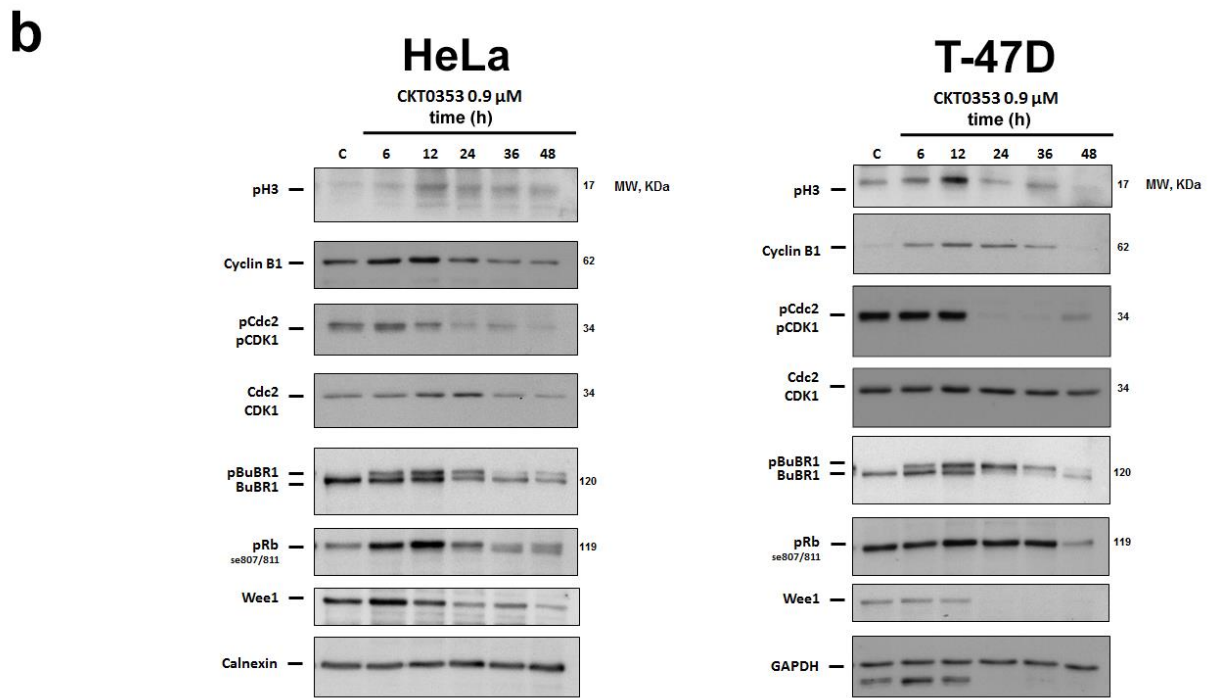 b
HeLa
CKT0353 0.9 µM
time (h)
C 6 12 24 36 48
pH3 17 MW, KDa
Cyclin B1 62
pCdc2 34
pCDK1
Cdc2 34
CDK1
pBuBR1
BuBR1 120
pRb 119
se807/811
Wee1
Calnexin
T-47D
CKT0353 0.9 µM
time (h)
C 6 12 24 36 48
pH3 17 MW, KDa
Cyclin B1 62
pCdc2 34
pCDK1
Cdc2 34
CDK1
pBuBR1
BuBR1 120
pRb 119
se807/811
Wee1
GAPDH